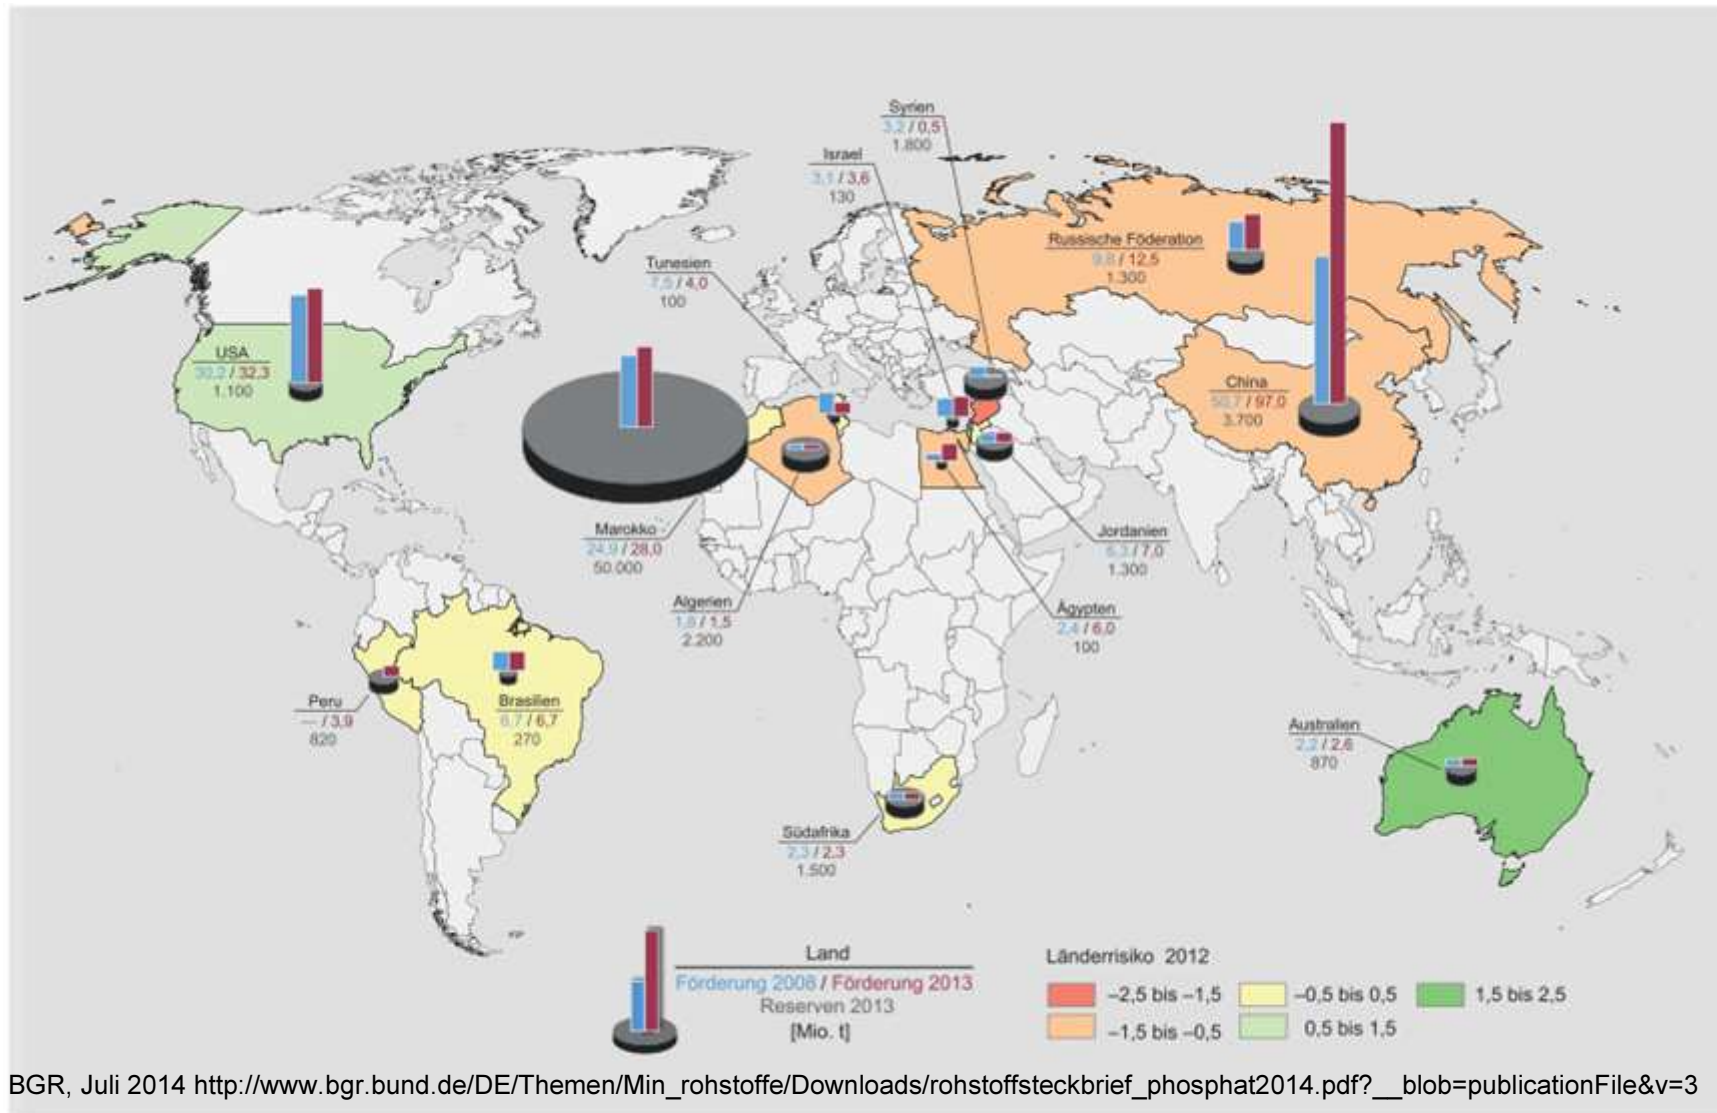 Syrien
3,2 / 0,5
1.800
Israel
3,1 / 3,6
130
Russische Föderation
9,8 / 12,5
1.300
Tunesien
7,5 / 4,0
100
USA
30,2 / 32,3
1.100
China
50,7 / 97,0
3.700
Marokko
24,9 / 28,0
50.000
Jordanien
6,3 / 7,0
1.300
Algerien
1,8 / 1,5
2.200
Ägypten
2,4 / 6,0
100
Peru
— / 3,9
820
Brasilien
6,7 / 6,7
270
Australien
2,2 / 2,6
870
Südafrika
2,3 / 2,3
1.500
Land
Förderung 2008 / Förderung 2013
Reserven 2013
[Mio. t]
Länderrisiko 2012
–2,5 bis –1,5
–0,5 bis 0,5
1,5 bis 2,5
–1,5 bis –0,5
0,5 bis 1,5
BGR, Juli 2014 http://www.bgr.bund.de/DE/Themen/Min_rohstoffe/Downloads/rohstoffsteckbrief_phosphat2014.pdf?__blob=publicationFile&v=3